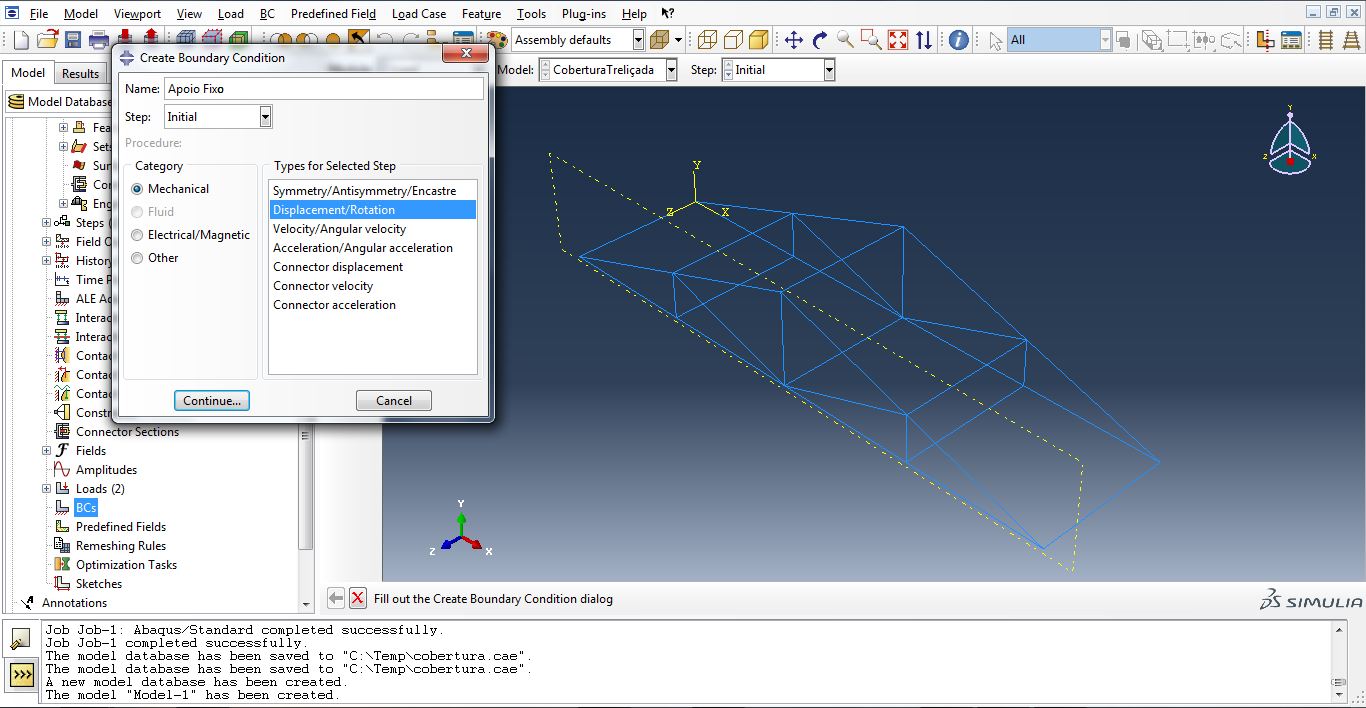 File Model Viewport View Load BC Predefined Field Load Case Feature Tools Plug-ins Help ?
Assembly defaults All
Create Boundary Condition
Model Results
Model: CoberturaTreliçada Step: Initial
Name: Apoio Fixo
Model Database
Step: Initial
Procedure:
Category
Types for Selected Step
Mechanical
Fluid
Electrical/Magnetic
Other
Symmetry/Antisymmetry/Encastre
Displacement/Rotation
Velocity/Angular velocity
Acceleration/Angular acceleration
Connector displacement
Connector velocity
Connector acceleration
Continue...
Cancel
Fea
Sets
Sur
Con
Eng
Steps (
Field O
History
Time P
ALE Ad
Interac
Interac
Contac
Contac
Contac
Constr
Connector Sections
Fields
Amplitudes
Loads (2)
BCs
Predefined Fields
Remeshing Rules
Optimization Tasks
Sketches
Annotations
Y
Z X
Y
Z X
Y
Z X
Fill out the Create Boundary Condition dialog
SIMULIA
Job Job-1: Abaqus/Standard completed successfully.
Job Job-1 completed successfully.
The model database has been saved to "C:\Temp\cobertura.cae".
The model database has been saved to "C:\Temp\cobertura.cae".
A new model database has been created.
The model "Model-1" has been created.
>>>